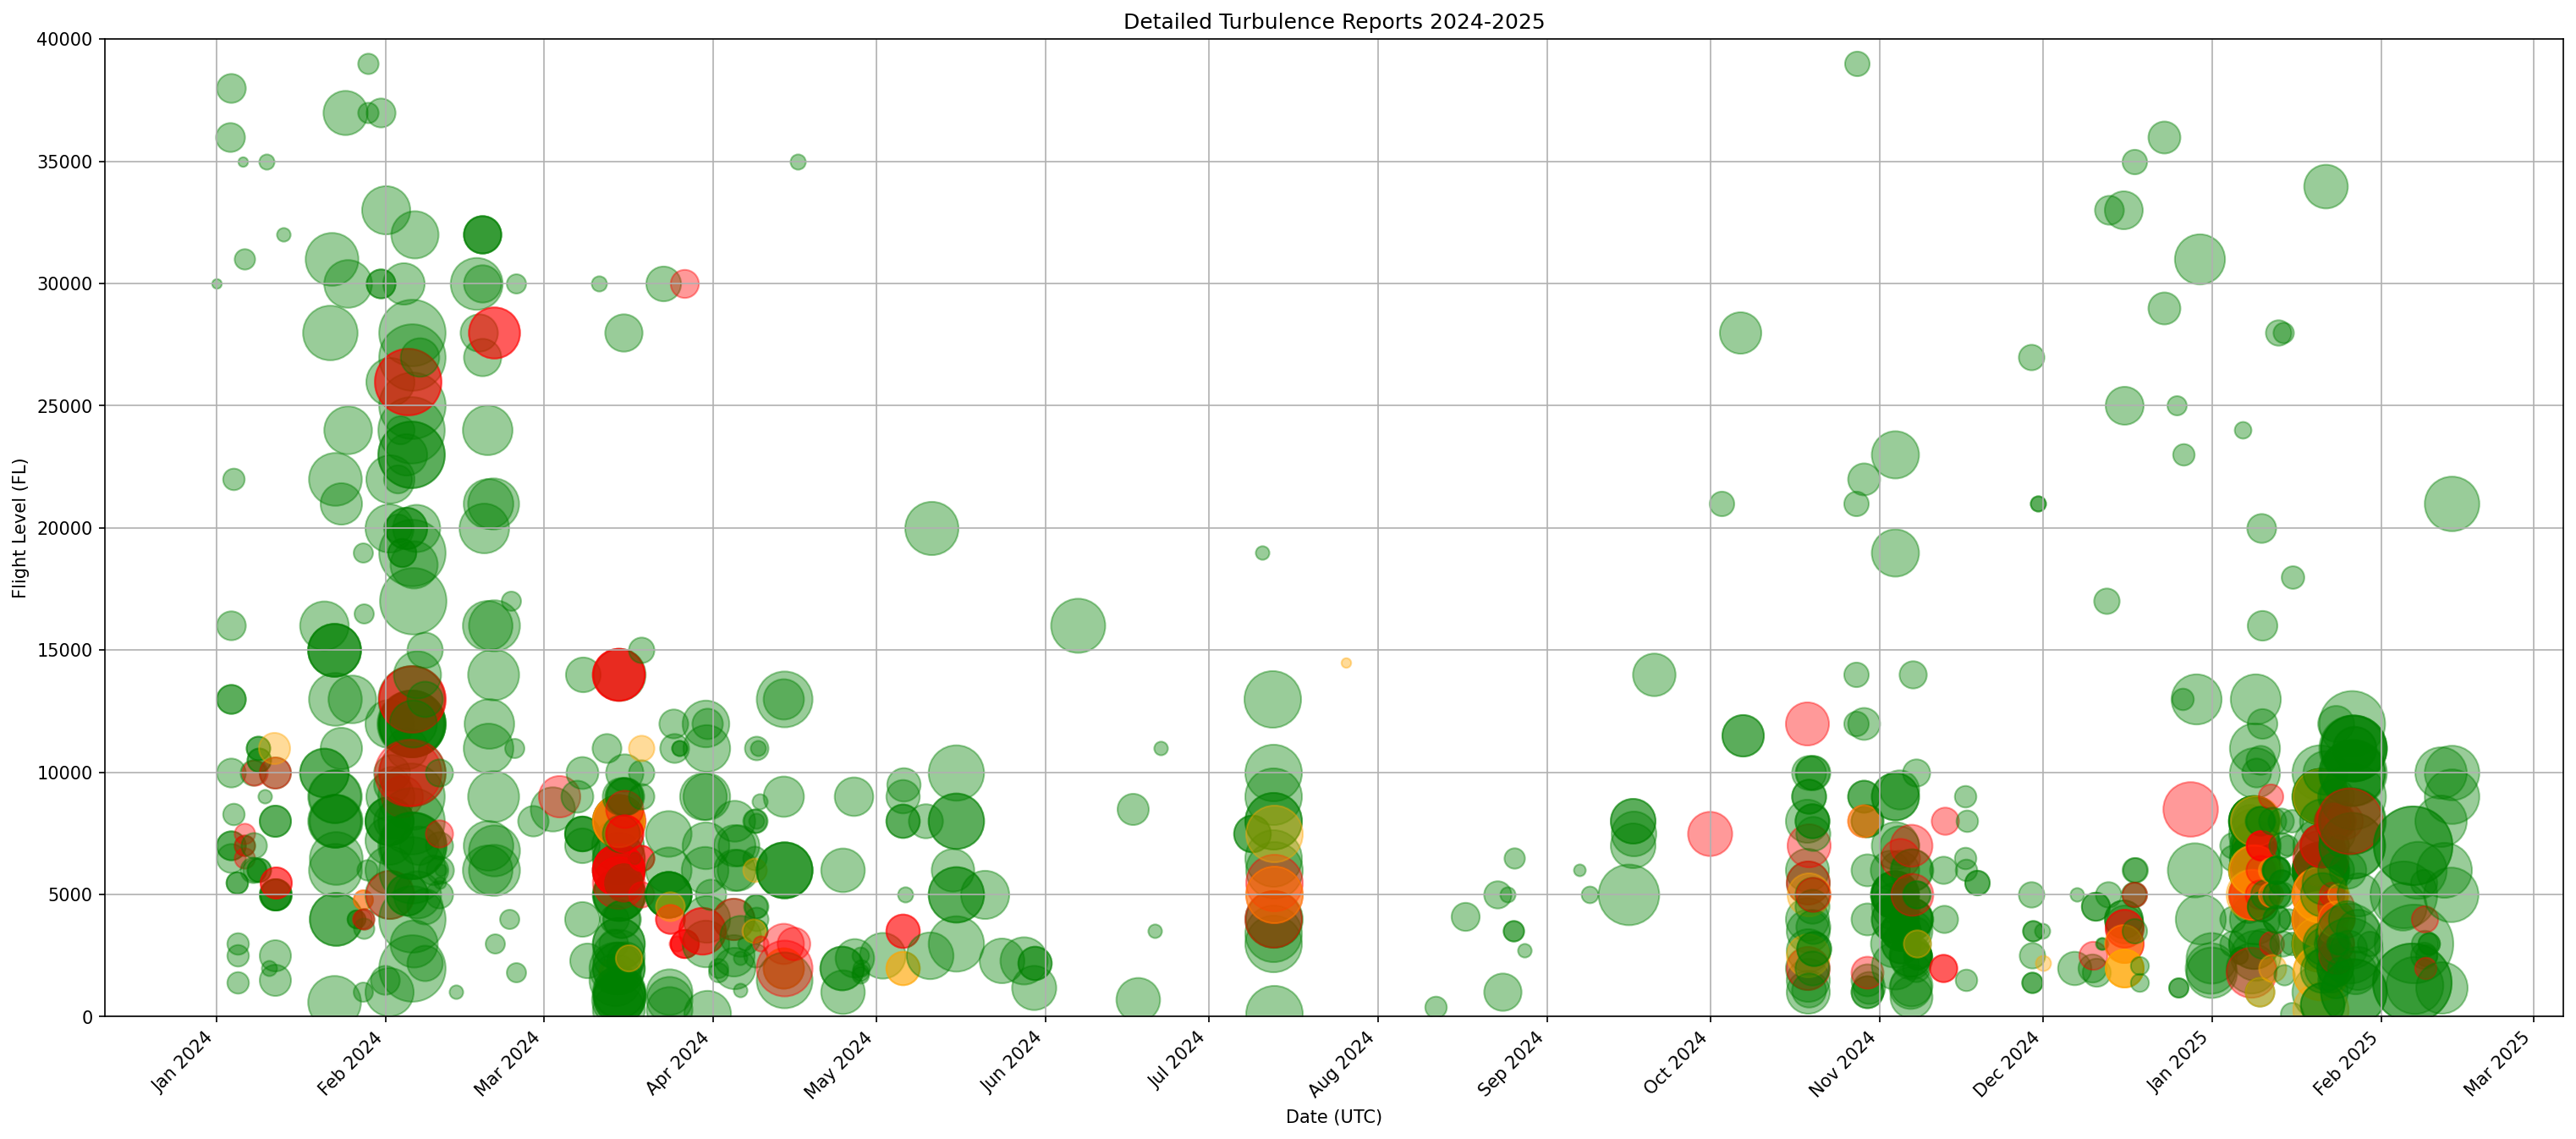 Detailed Turbulence Reports 2024-2025
Flight Level (FL)
40000
35000
30000
25000
20000
15000
10000
5000
0
Jan 2024
Feb 2024
Mar 2024
Apr 2024
May 2024
Jun 2024
Jul 2024
Aug 2024
Sep 2024
Oct 2024
Nov 2024
Dec 2024
Jan 2025
Feb 2025
Mar 2025
Date (UTC)